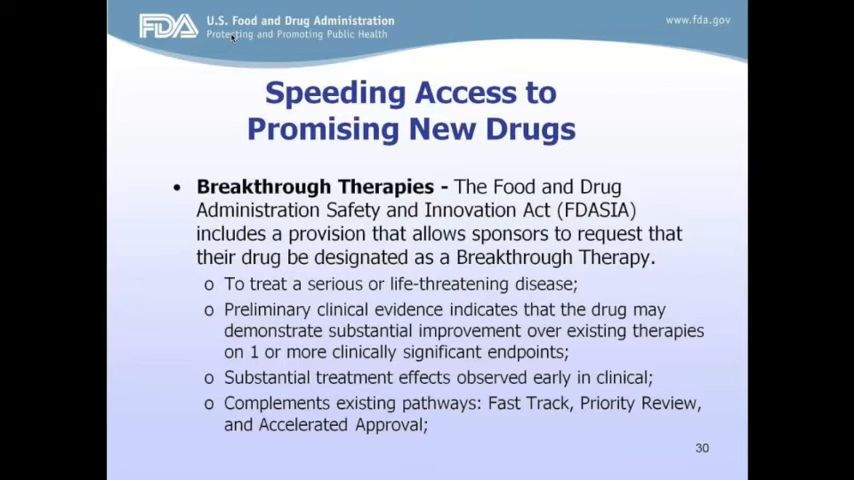 FDA U.S. Food and Drug Administration
Protecting and Promoting Public Health
www.fda.gov
Speeding Access to
Promising New Drugs
• Breakthrough Therapies - The Food and Drug
Administration Safety and Innovation Act (FDASIA)
includes a provision that allows sponsors to request that
their drug be designated as a Breakthrough Therapy.
o To treat a serious or life-threatening disease;
o Preliminary clinical evidence indicates that the drug may
demonstrate substantial improvement over existing therapies
on 1 or more clinically significant endpoints;
o Substantial treatment effects observed early in clinical;
o Complements existing pathways: Fast Track, Priority Review,
and Accelerated Approval;
30